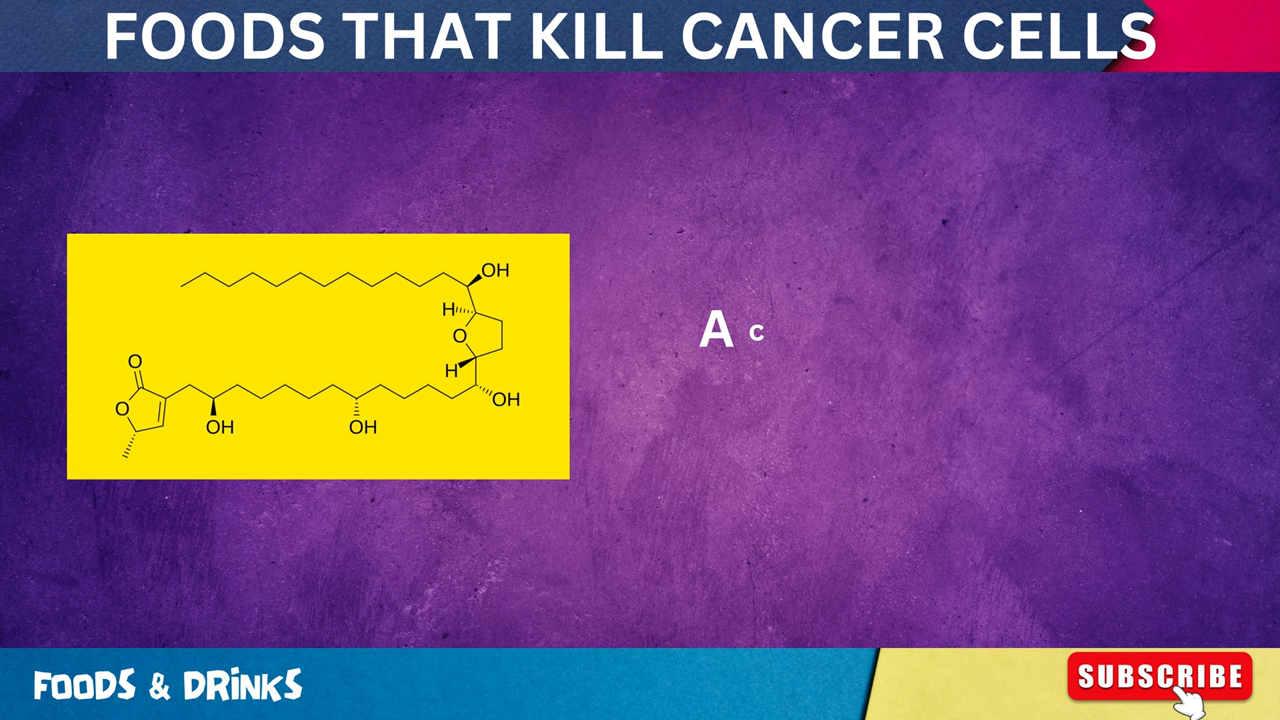 FOODS THAT KILL CANCER CELLS
OH
H
O
H
O
OH
O
OH
OH
A c
FOODS & DRiNKS
SUBSCRIBE